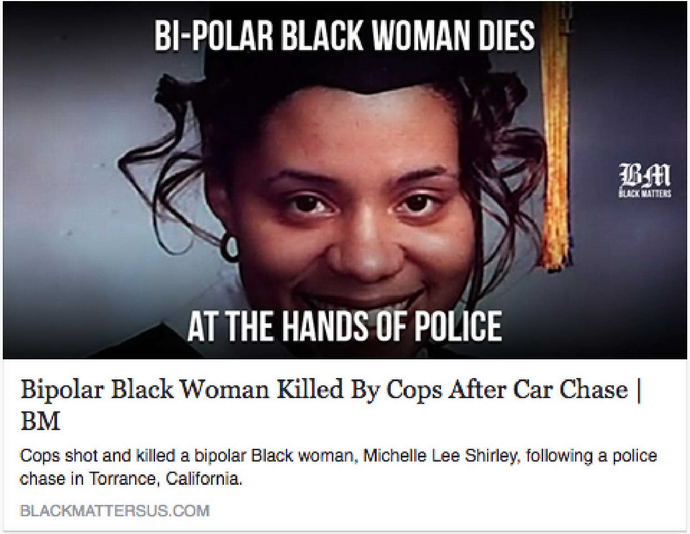 BI-POLAR BLACK WOMAN DIES
BM
BLACK MATTERS
AT THE HANDS OF POLICE
Bipolar Black Woman Killed By Cops After Car Chase |
BM
Cops shot and killed a bipolar Black woman, Michelle Lee Shirley, following a police
chase in Torrance, California.
BLACKMATTERSUS.COM